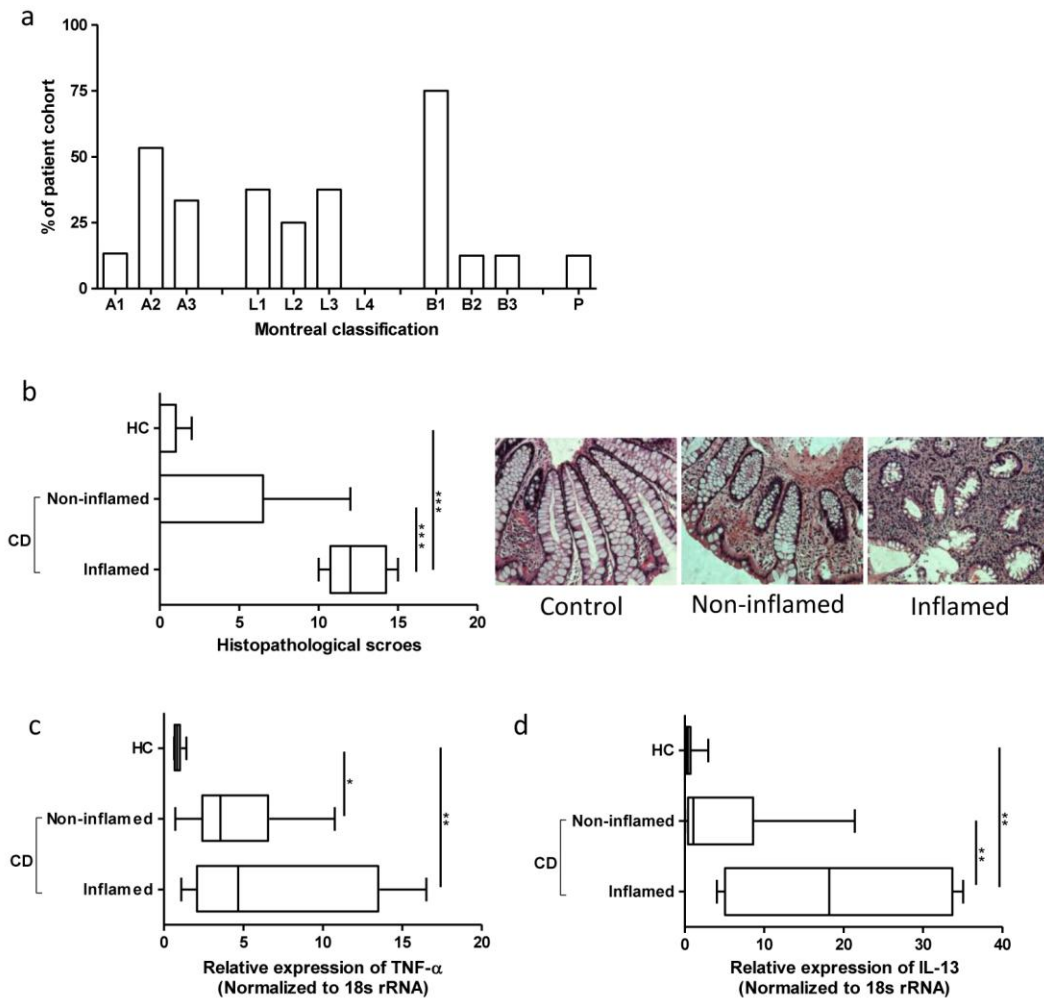 a
% of patient cohort
100
75
50
25
0
A1 A2 A3 L1 L2 L3 L4 B1 B2 B3 P
Montreal classification
b
HC
Non-inflamed
CD
Inflamed
***
***
0 5 10 15 20
Histopathological scroes
Control
Non-inflamed
Inflamed
c
HC
Non-inflamed
CD
Inflamed
*
**
0 5 10 15 20
Relative expression of TNF-α
(Normalized to 18s rRNA)
d
HC
Non-inflamed
CD
Inflamed
**
**
0 10 20 30 40
Relative expression of IL-13
(Normalized to 18s rRNA)